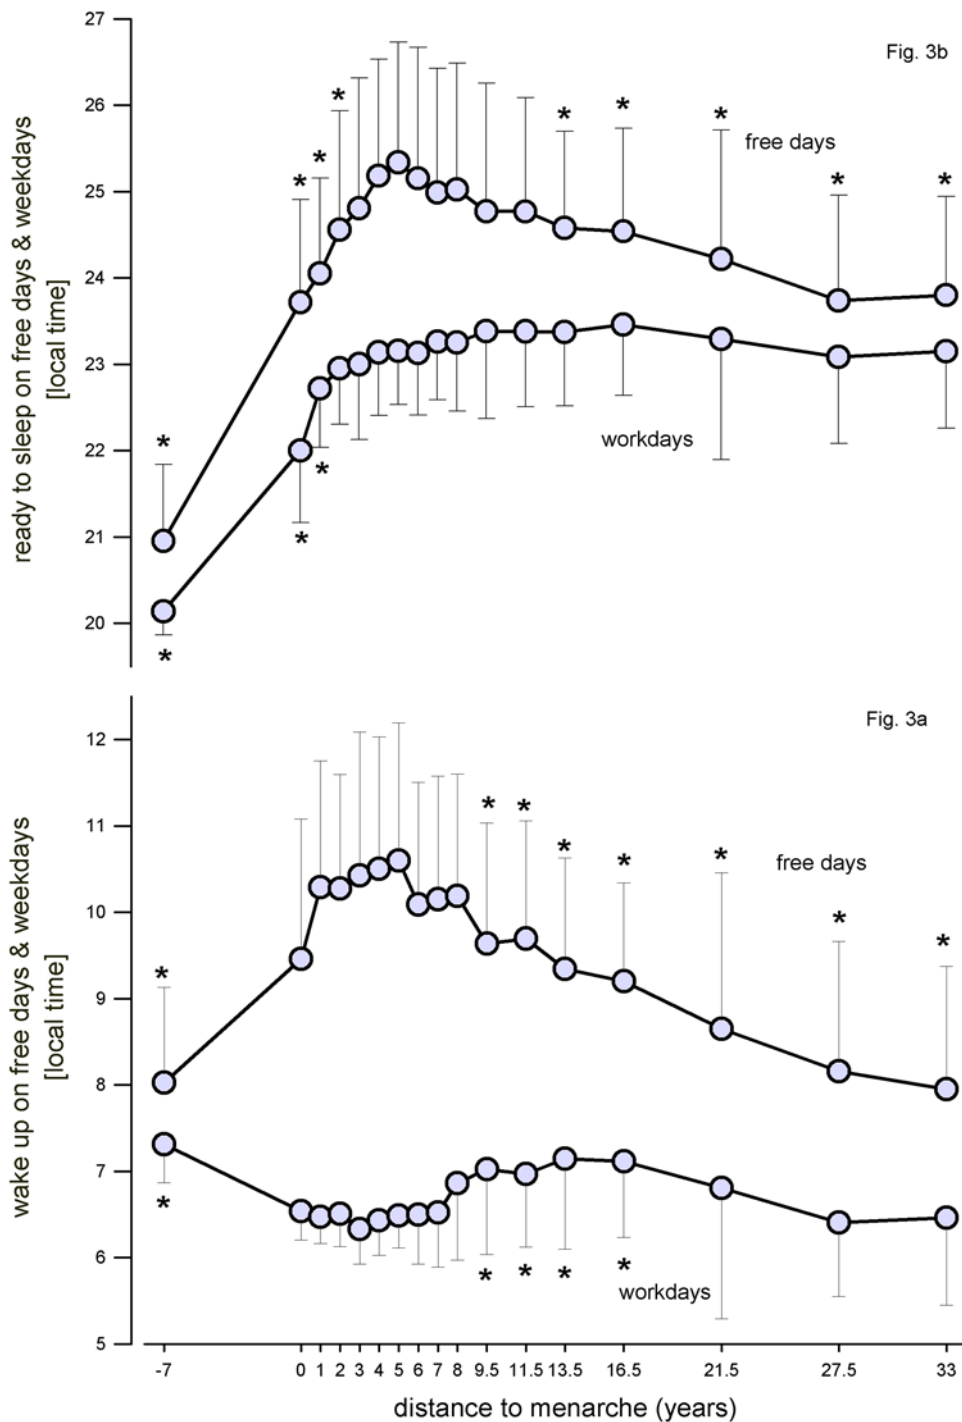 27
Fig. 3b
26
free days
25
24
23
workdays
22
21
20
ready to sleep on free days & weekdays
[local time]
* * * * * * * * *
* * *
Fig. 3a
12
11
free days
10
9
8
7
6
workdays
5
wake up on free days & weekdays
[local time]
* * * * * * * *
* * * * *
-7 0 1 2 3 4 5 6 7 8 9.5 11.5 13.5 16.5 21.5 27.5 33
distance to menarche (years)